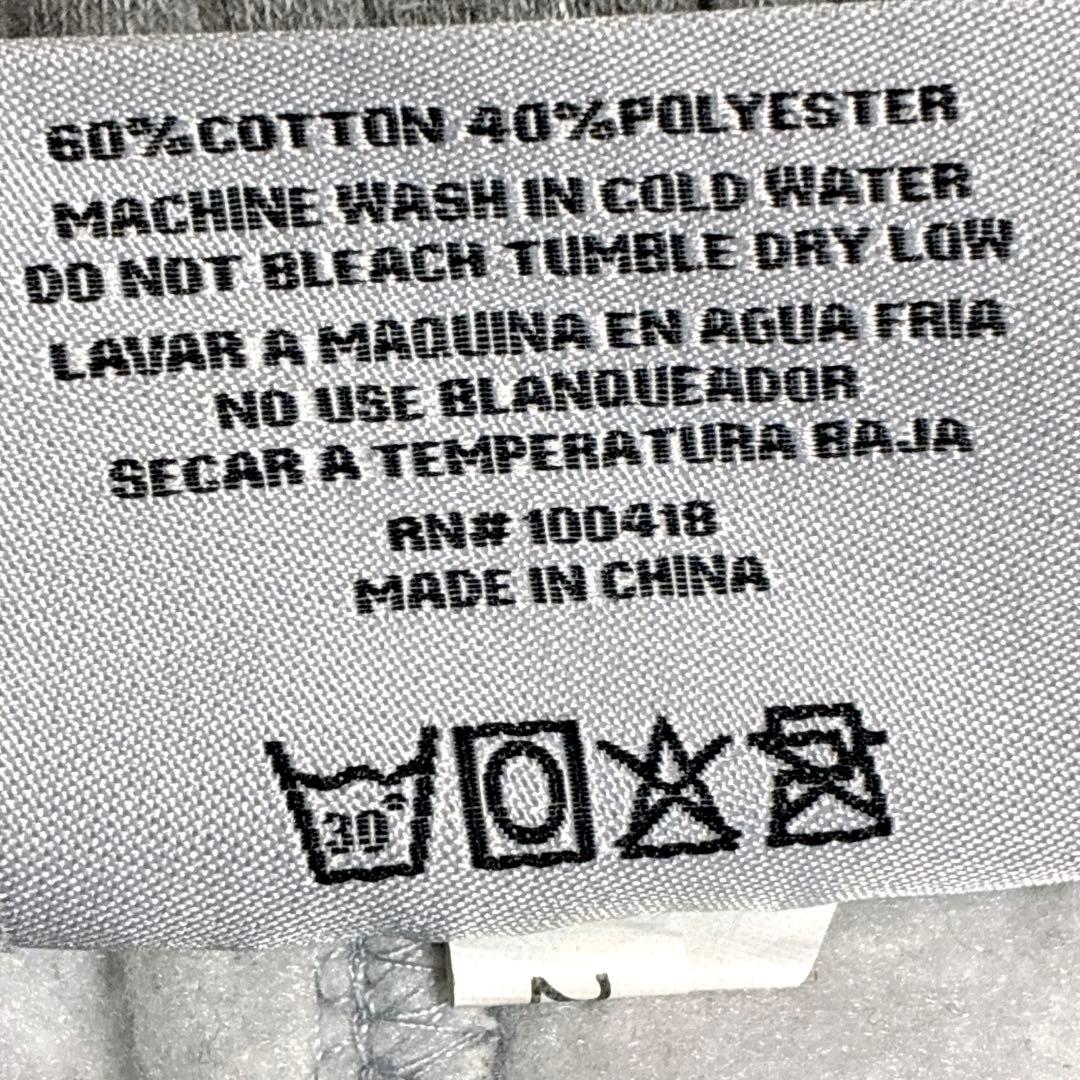 60%COTTON 40%POLYESTER
MACHINE WASH IN COLD WATER
DO NOT BLEACH TUMBLE DRY LOW
LAVAR A MAQUINA EN AGUA FRIA
NO USE BLANQUEADOR
SECAR A TEMPERATURA BAJA
RN# 100418
MADE IN CHINA
30°
2